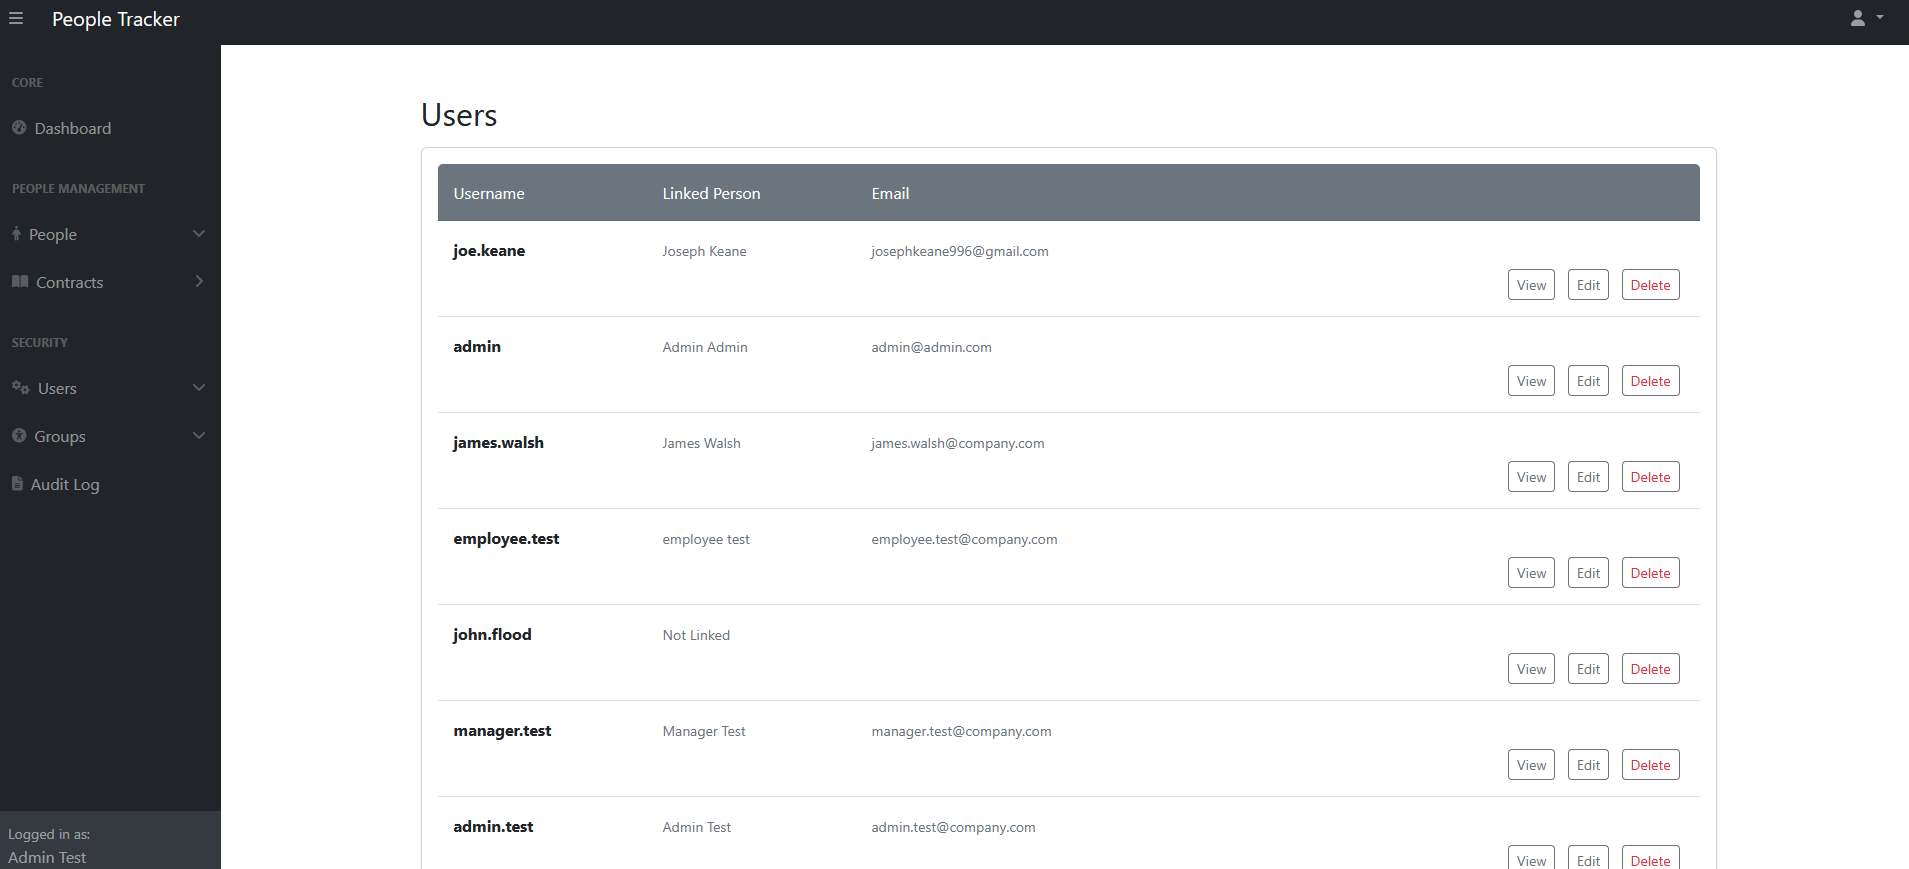 People Tracker
CORE
Dashboard
PEOPLE MANAGEMENT
People
Contracts
SECURITY
Users
Groups
Audit Log
Logged in as:
Admin Test
Users
Username Linked Person Email
joe.keane Joseph Keane josephkeane996@gmail.com
View Edit Delete
admin Admin Admin admin@admin.com
View Edit Delete
james.walsh James Walsh james.walsh@company.com
View Edit Delete
employee.test employee test employee.test@company.com
View Edit Delete
john.flood Not Linked
View Edit Delete
manager.test Manager Test manager.test@company.com
View Edit Delete
admin.test Admin Test admin.test@company.com
View Edit Delete